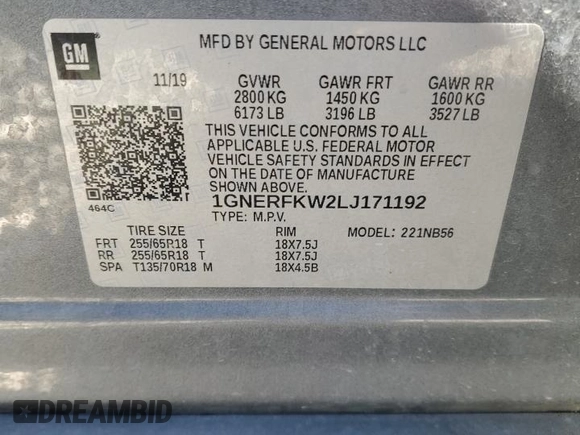 GM
MFD BY GENERAL MOTORS LLC
11/19 GVWR GAWR FRT GAWR RR
2800 KG 1450 KG 1600 KG
6173 LB 3196 LB 3527 LB
THIS VEHICLE CONFORMS TO ALL
APPLICABLE U.S. FEDERAL MOTOR
VEHICLE SAFETY STANDARDS IN EFFECT
ON THE DATE OF MANUFACTURE
SHOWN ABOVE.
464C 1GNERFKW2LJ171192
TYPE: M.P.V. MODEL: 221NB56
TIRE SIZE RIM
FRT 255/65R18 T 18X7.5J
RR 255/65R18 T 18X7.5J
SPA T135/70R18 M 18X4.5B
DREAMBID